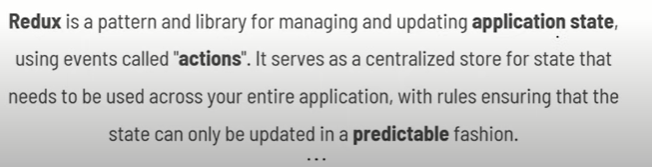 Redux is a pattern and library for managing and updating application state,
using events called "actions". It serves as a centralized store for state that
needs to be used across your entire application, with rules ensuring that the
state can only be updated in a predictable fashion.
...